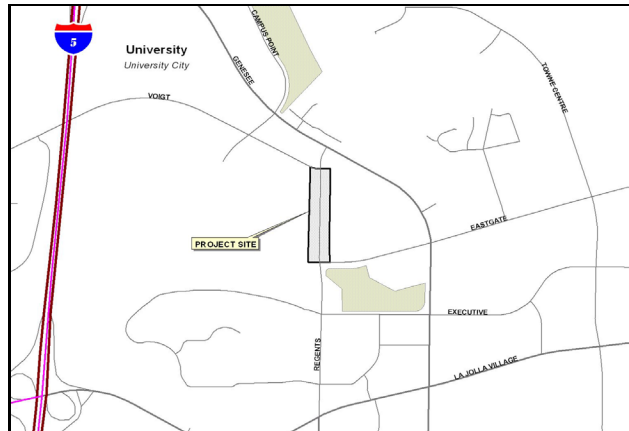 5
University
University City
CAMPUS POINT
GENESEE
VOIGT
TOWNE CENTRE
EASTGATE
PROJECT SITE
EXECUTIVE
REGENTS
LA JOLLA VILLAGE